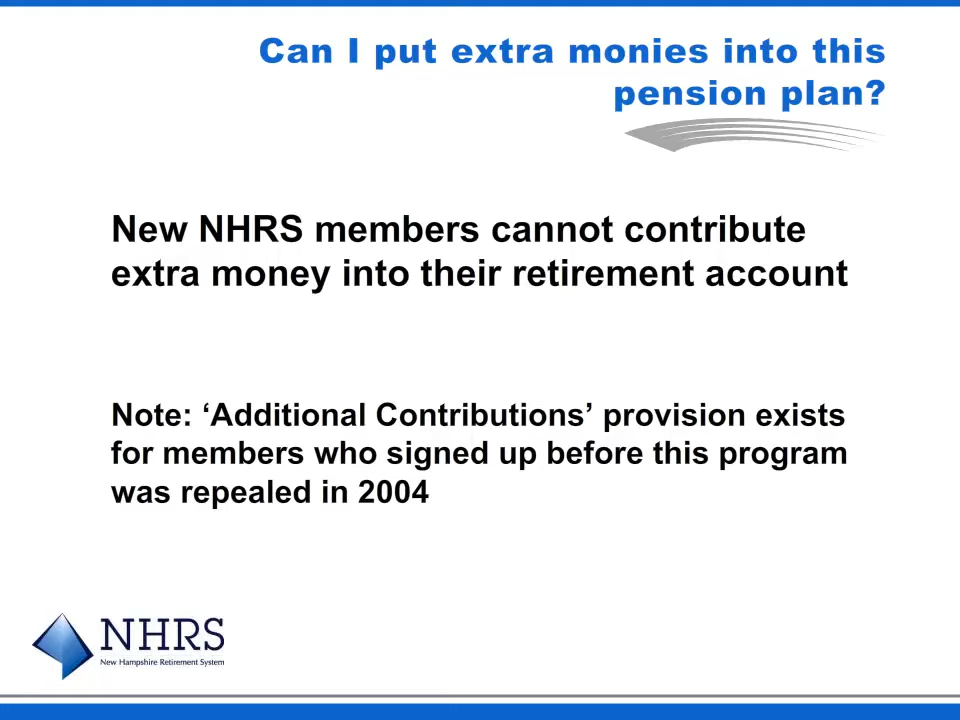 Can I put extra monies into this
pension plan?
New NHRS members cannot contribute
extra money into their retirement account
Note: ‘Additional Contributions’ provision exists
for members who signed up before this program
was repealed in 2004
NHRS
New Hampshire Retirement System